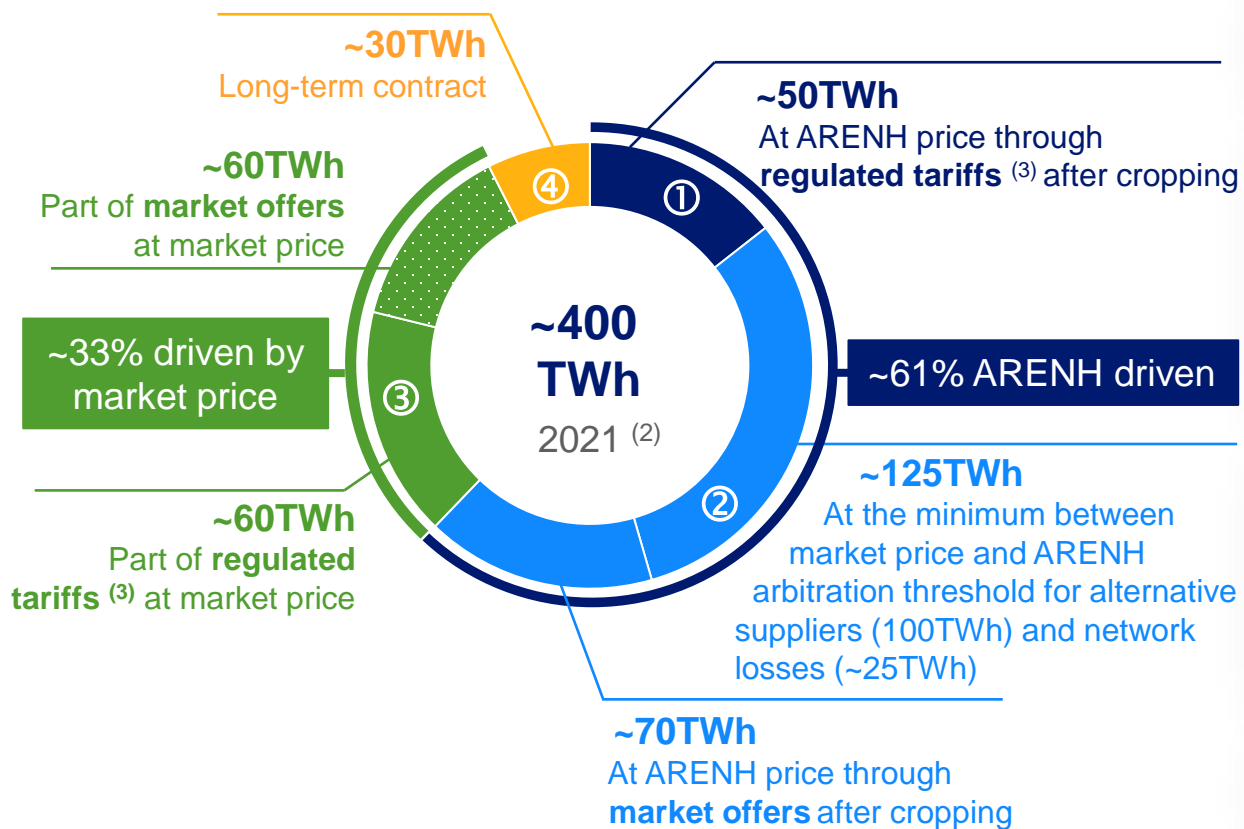 ~30TWh
Long-term contract
~50TWh
At ARENH price through
regulated tariffs (3) after cropping
~60TWh
Part of market offers
at market price
④
①
~400
TWh
2021 (2)
~33% driven by
market price
~61% ARENH driven
③
②
~60TWh
Part of regulated
tariffs (3) at market price
~125TWh
At the minimum between
market price and ARENH
arbitration threshold for alternative
suppliers (100TWh) and network
losses (~25TWh)
~70TWh
At ARENH price through
market offers after cropping